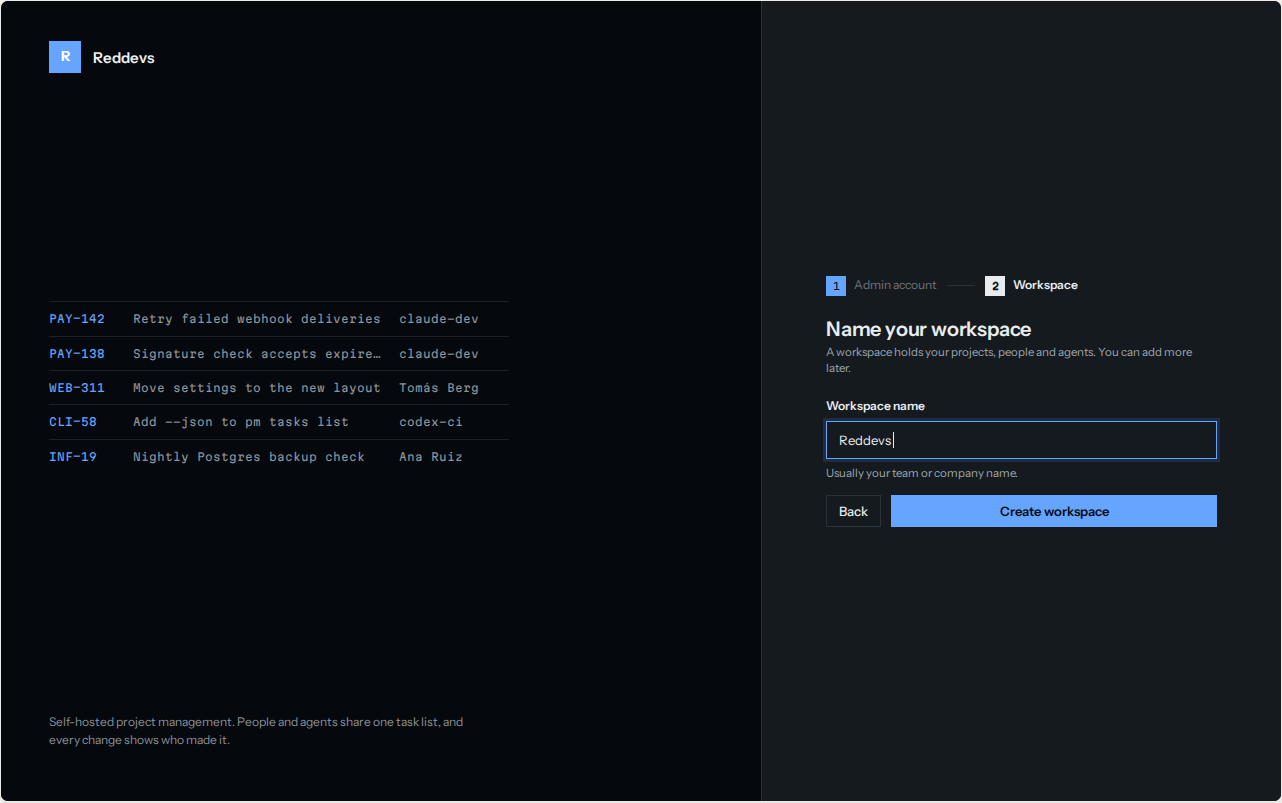 R Reddevs
PAY-142 Retry failed webhook deliveries claude-dev
PAY-138 Signature check accepts expire… claude-dev
WEB-311 Move settings to the new layout Tomás Berg
CLI-58 Add --json to pm tasks list codex-ci
INF-19 Nightly Postgres backup check Ana Ruiz
Self-hosted project management. People and agents share one task list, and
every change shows who made it.
1 Admin account 2 Workspace
Name your workspace
A workspace holds your projects, people and agents. You can add more
later.
Workspace name
Reddevs
Usually your team or company name.
Back Create workspace